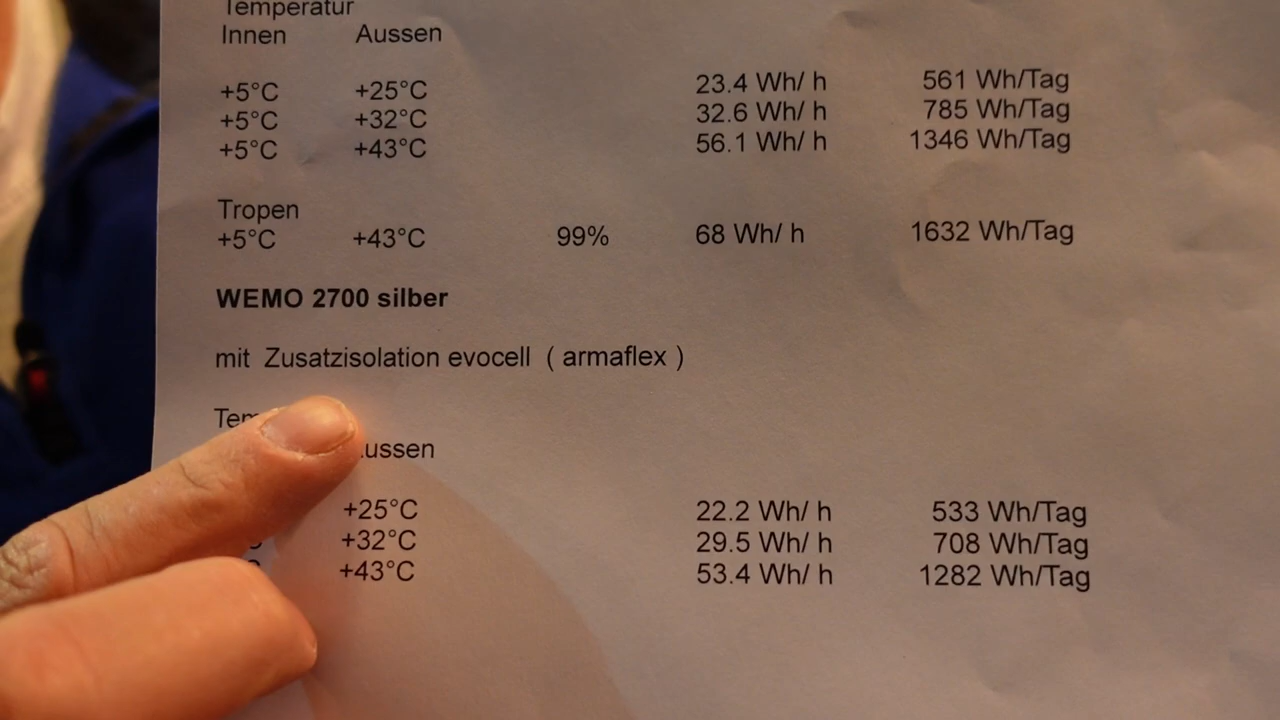 Temperatur
Innen Aussen
+5°C +25°C 23.4 Wh/ h 561 Wh/Tag
+5°C +32°C 32.6 Wh/ h 785 Wh/Tag
+5°C +43°C 56.1 Wh/ h 1346 Wh/Tag
Tropen
+5°C +43°C 99% 68 Wh/ h 1632 Wh/Tag
WEMO 2700 silber
mit Zusatzisolation evocell ( armaflex )
ussen
+25°C 22.2 Wh/ h 533 Wh/Tag
+32°C 29.5 Wh/ h 708 Wh/Tag
+43°C 53.4 Wh/ h 1282 Wh/Tag